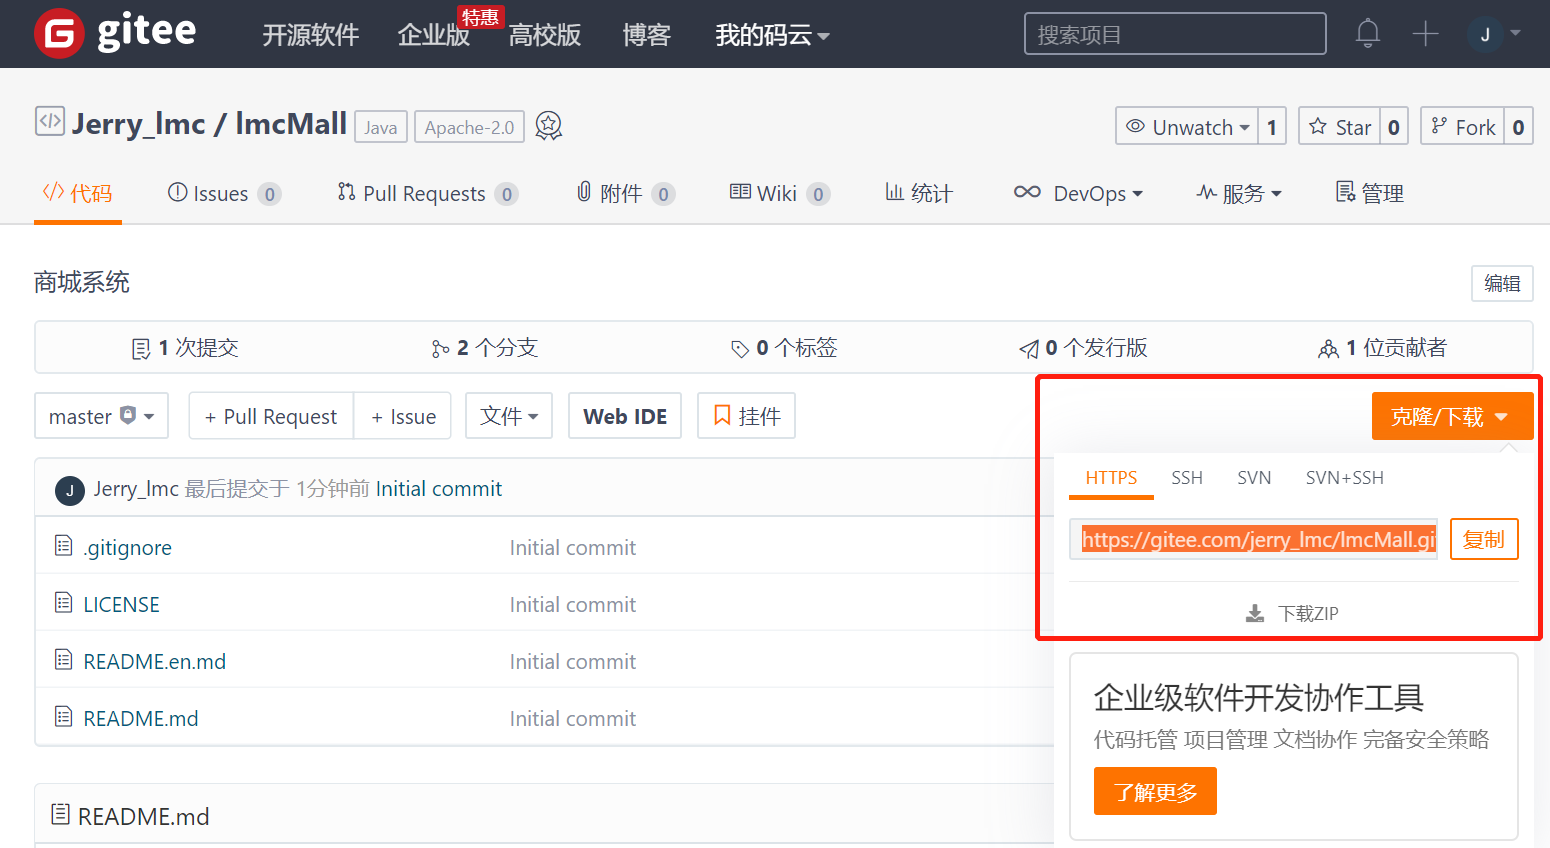 gitee 开源软件 企业版 特惠 高校版 博客 我的码云 搜索项目 J
Jerry_lmc / lmcMall Java Apache-2.0 Unwatch 1 Star 0 Fork 0
代码 Issues 0 Pull Requests 0 附件 0 Wiki 0 统计 DevOps 服务 管理
商城系统 编辑
1 次提交 2 个分支 0 个标签 0 个发行版 1 位贡献者
master + Pull Request + Issue 文件 Web IDE 挂件 克隆/下载
HTTPS SSH SVN SVN+SSH
https://gitee.com/jerry_lmc/lmcMall.gi 复制
下载ZIP
J Jerry_lmc 最后提交于 1分钟前 Initial commit
.gitignore Initial commit
LICENSE Initial commit
README.en.md Initial commit
README.md Initial commit
企业级软件开发协作工具
代码托管 项目管理 文档协作 完备安全策略
了解更多
README.md